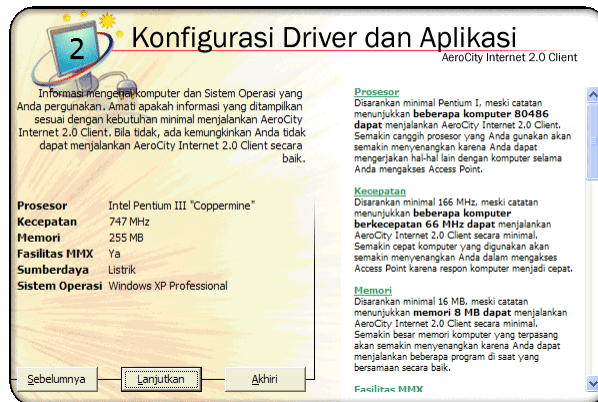 2
Konfigurasi Driver dan Aplikasi
AeroCity Internet 2.0 Client
Informasi mengenai komputer dan Sistem Operasi yang
Anda pergunakan. Amati apakah informasi yang ditampilkan
sesuai dengan kebutuhan minimal menjalankan AeroCity
Internet 2.0 Client. Bila tidak, ada kemungkinkan Anda tidak
dapat menjalankan AeroCity Internet 2.0 Client secara
baik.
Prosesor Intel Pentium III "Coppermine"
Kecepatan 747 MHz
Memori 255 MB
Fasilitas MMX Ya
Sumberdaya Listrik
Sistem Operasi Windows XP Professional
Sebelumnya Lanjutkan Akhiri
Prosesor
Disarankan minimal Pentium I, meski catatan
menunjukkan beberapa komputer 80486
dapat menjalankan AeroCity Internet 2.0 Client.
Semakin canggih prosesor yang Anda gunakan akan
semakin menyenangkan karena Anda dapat
mengerjakan hal-hal lain dengan komputer selama
Anda mengakses Access Point.
Kecepatan
Disarankan minimal 166 MHz, meski catatan
menunjukkan beberapa komputer
berkecepatan 66 MHz dapat menjalankan
AeroCity Internet 2.0 Client secara minimal.
Semakin cepat komputer yang digunakan akan
semakin menyenangkan Anda dalam mengakses
Access Point karena respon komputer menjadi cepat.
Memori
Disarankan minimal 16 MB, meski catatan
menunjukkan memori 8 MB dapat menjalankan
AeroCity Internet 2.0 Client secara minimal.
Semakin besar memori komputer yang terpasang
akan semakin menyenangkan karena Anda dapat
menjalankan beberapa program di saat yang
bersamaan secara baik.
Fasilitas MMX